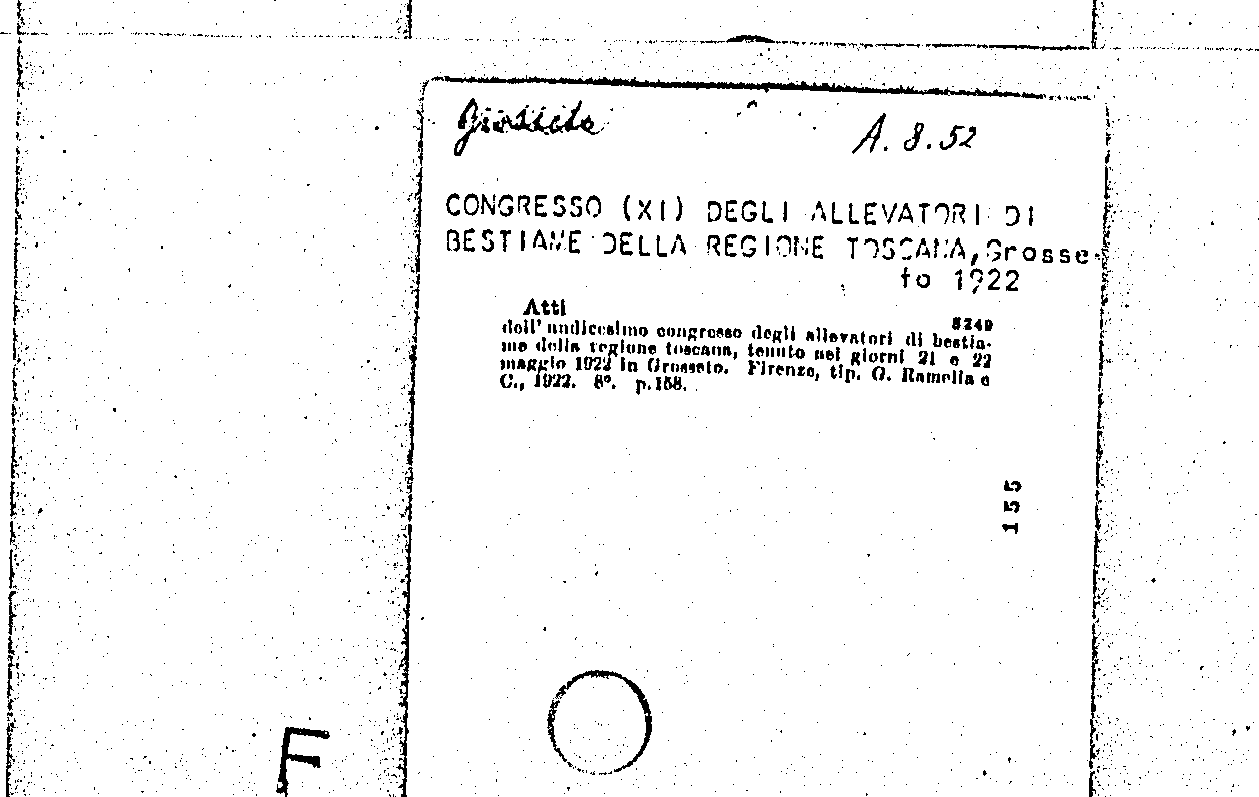 A. 8.52
CONGRESSO (XI) DEGLI ALLEVATORI DI
BESTIAME DELLA REGIONE TOSCANA, Grosse-
to 1922
Atti 8249
dell' undicesimo congresso degli allevatori di bestia-
me della regione toscana, tenuto nei giorni 21 e 22
maggio 1922 in Grosseto. Firenze, tip. G. Ramella e
C., 1922. 8°. p.158.
155
F